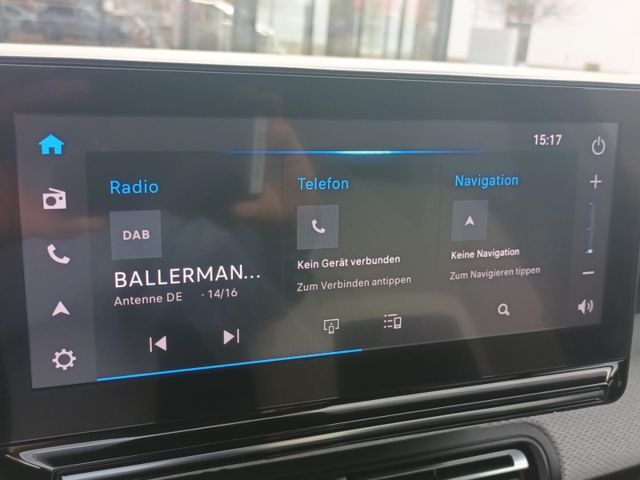 15:17
Radio
DAB
BALLERMAN...
Antenne DE - 14/16
Telefon
Kein Gerät verbunden
Zum Verbinden antippen
Navigation
Keine Navigation
Zum Navigieren tippen